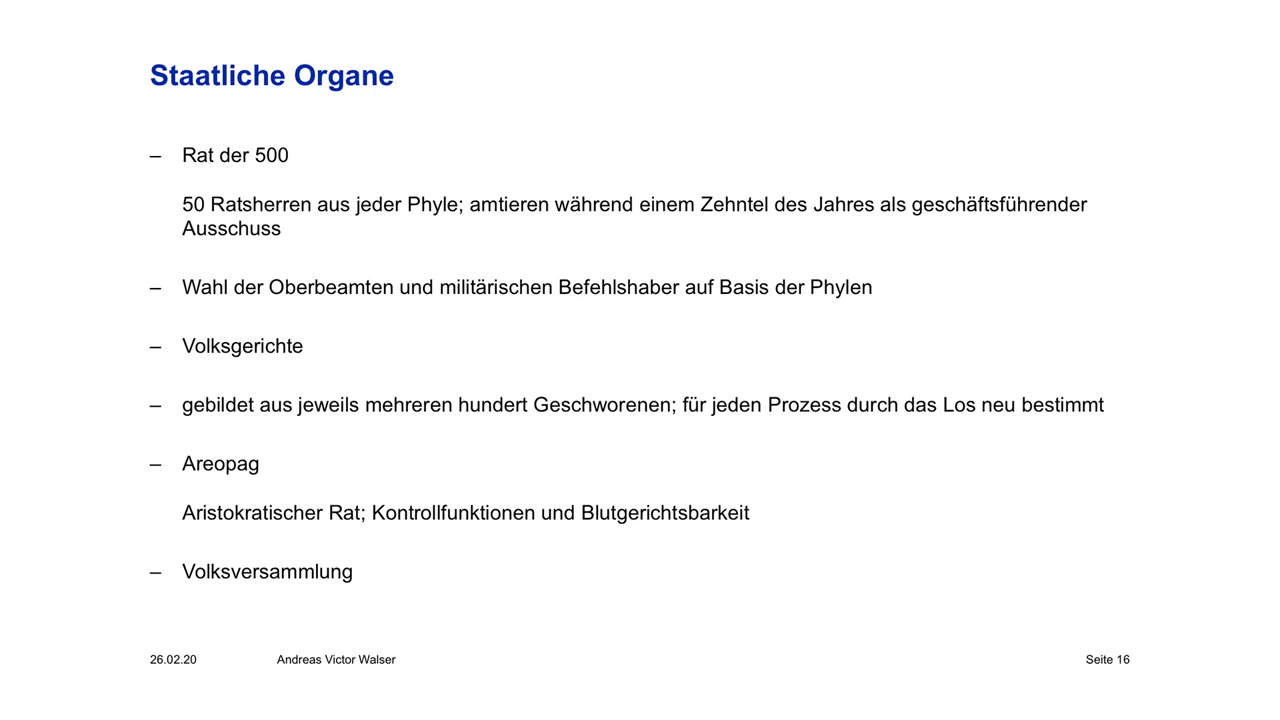 Staatliche Organe
– Rat der 500
50 Ratsherren aus jeder Phyle; amtieren während einem Zehntel des Jahres als geschäftsführender
Ausschuss
– Wahl der Oberbeamten und militärischen Befehlshaber auf Basis der Phylen
– Volksgerichte
– gebildet aus jeweils mehreren hundert Geschworenen; für jeden Prozess durch das Los neu bestimmt
– Areopag
Aristokratischer Rat; Kontrollfunktionen und Blutgerichtsbarkeit
– Volksversammlung
26.02.20 Andreas Victor Walser Seite 16